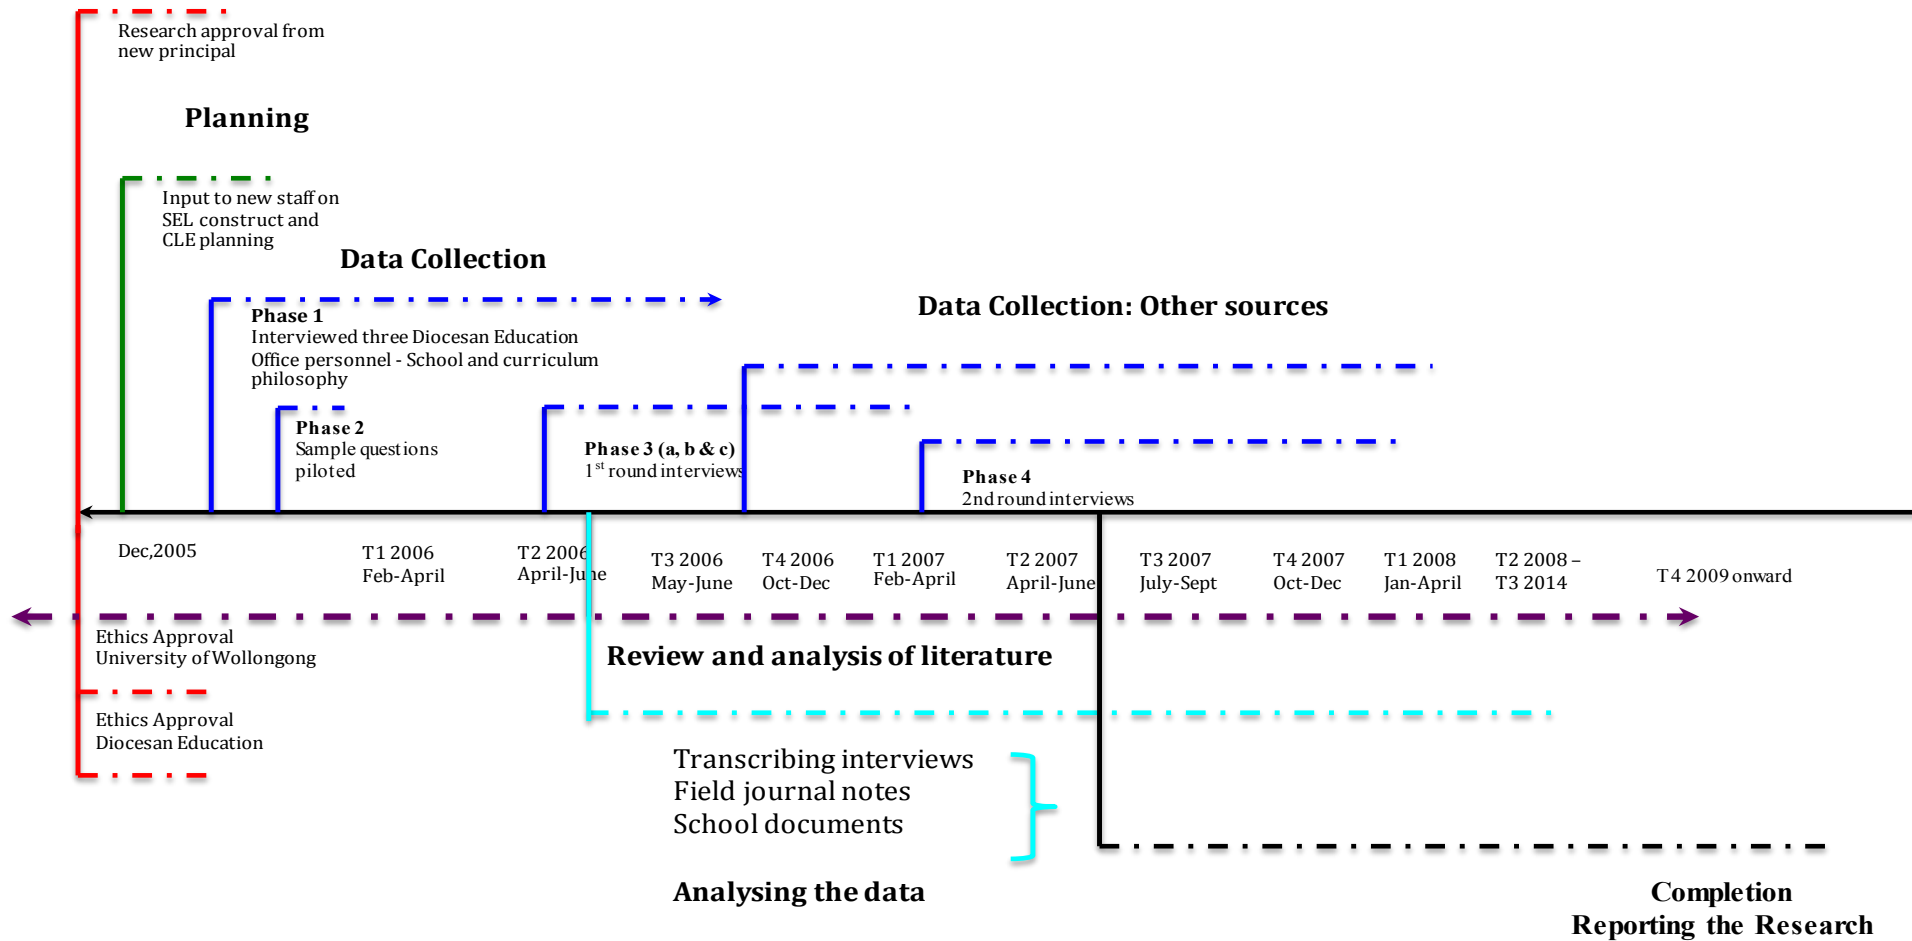 Research approval from
new principal
Planning
Input to new staff on
SEL construct and
CLE planning
Data Collection
Phase 1
Interviewed three Diocesan Education
Office personnel - School and curriculum
philosophy
Data Collection: Other sources
Phase 2
Sample questions
piloted
Phase 3 (a, b & c)
1st round interviews
Phase 4
2nd round interviews
Dec,2005
T1 2006
Feb-April
T2 2006
April-June
T3 2006
May-June
T4 2006
Oct-Dec
T1 2007
Feb-April
T2 2007
April-June
T3 2007
July-Sept
T4 2007
Oct-Dec
T1 2008
Jan-April
T2 2008 –
T3 2014
T4 2009 onward
Ethics Approval
University of Wollongong
Review and analysis of literature
Ethics Approval
Diocesan Education
Transcribing interviews
Field journal notes
School documents
Analysing the data
Completion
Reporting the Research